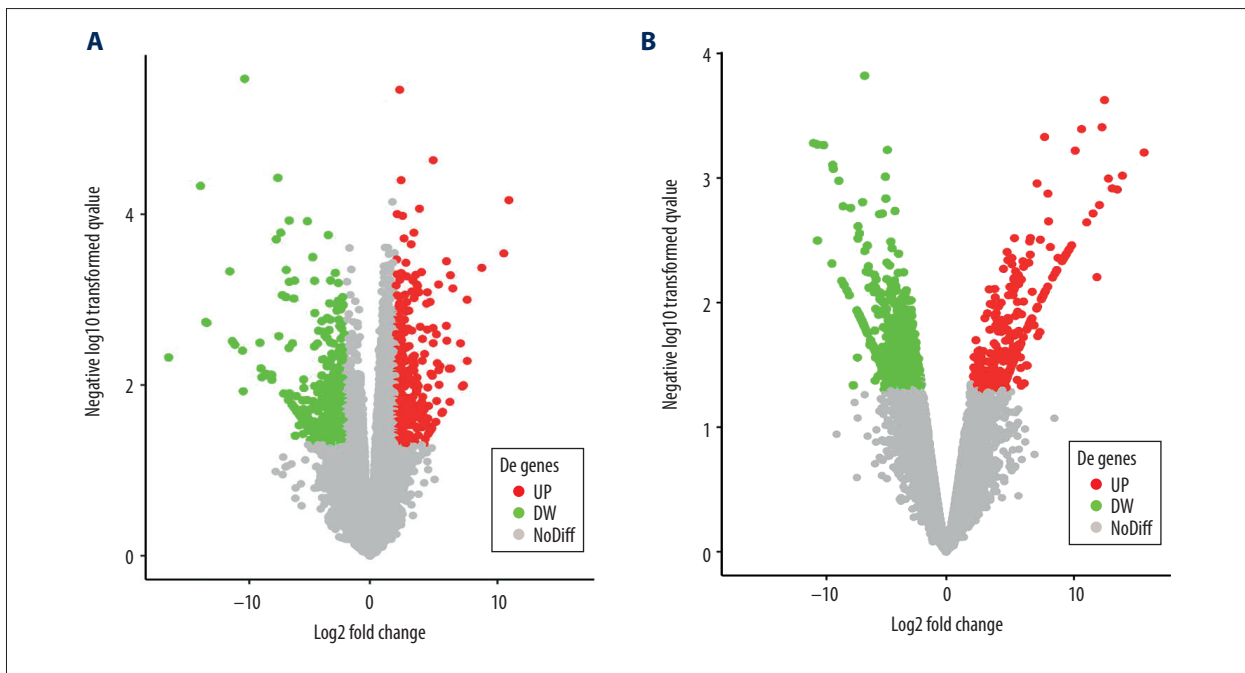 A
Negative log10 transformed qvalue
4
2
0
−10
0
10
Log2 fold change
De genes
UP
DW
NoDiff
B
Negative log10 transformed qvalue
4
3
2
1
0
−10
0
10
Log2 fold change
De genes
UP
DW
NoDiff